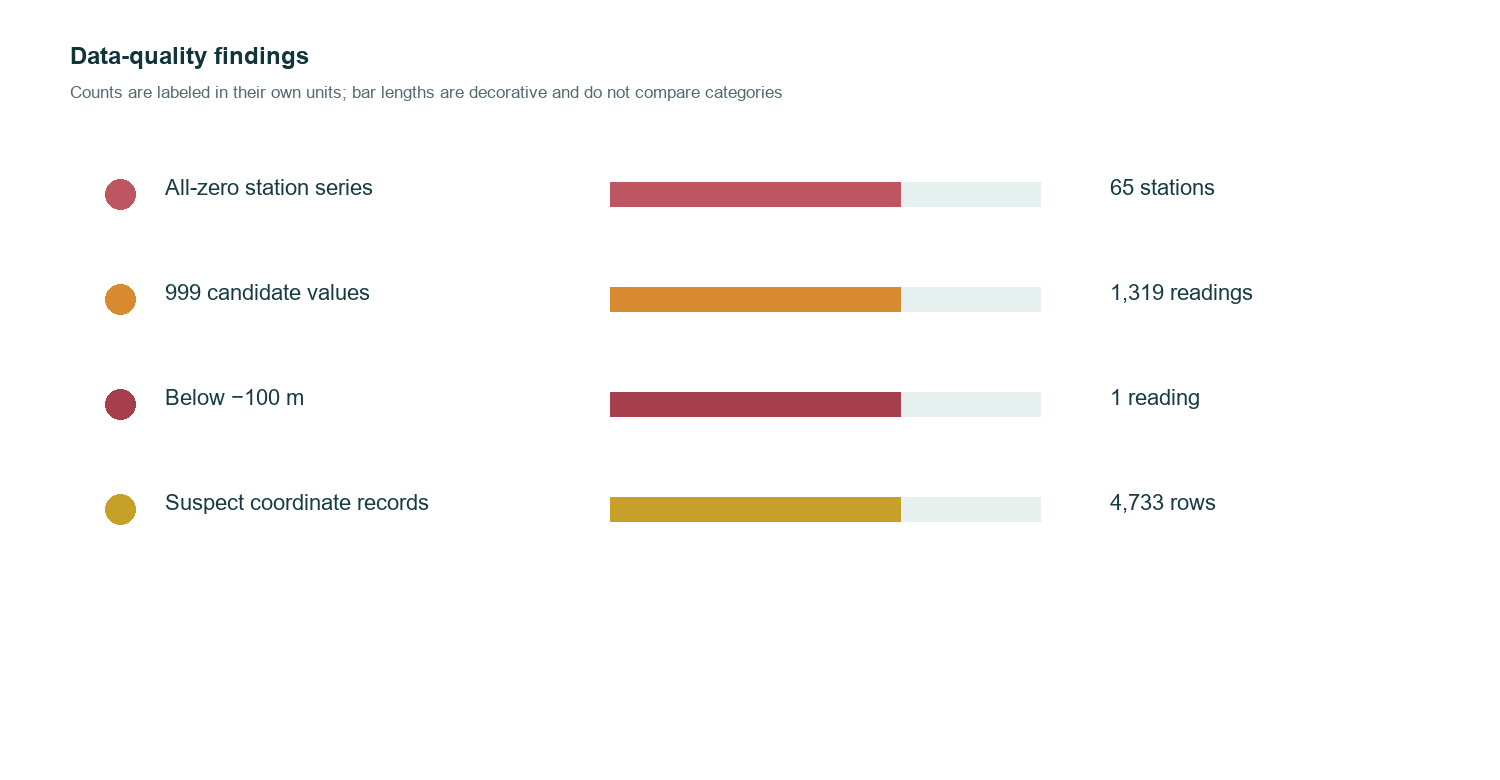 Data-quality findings
Counts are labeled in their own units; bar lengths are decorative and do not compare categories
All-zero station series 65 stations
999 candidate values 1,319 readings
Below −100 m 1 reading
Suspect coordinate records 4,733 rows